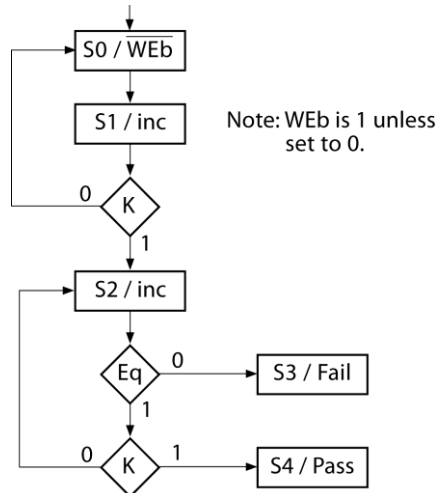 S0 / W̅E̅b̅
S1 / inc
Note: WEb is 1 unless
set to 0.
0
K
1
S2 / inc
Eq
0
S3 / Fail
1
0
K
1
S4 / Pass